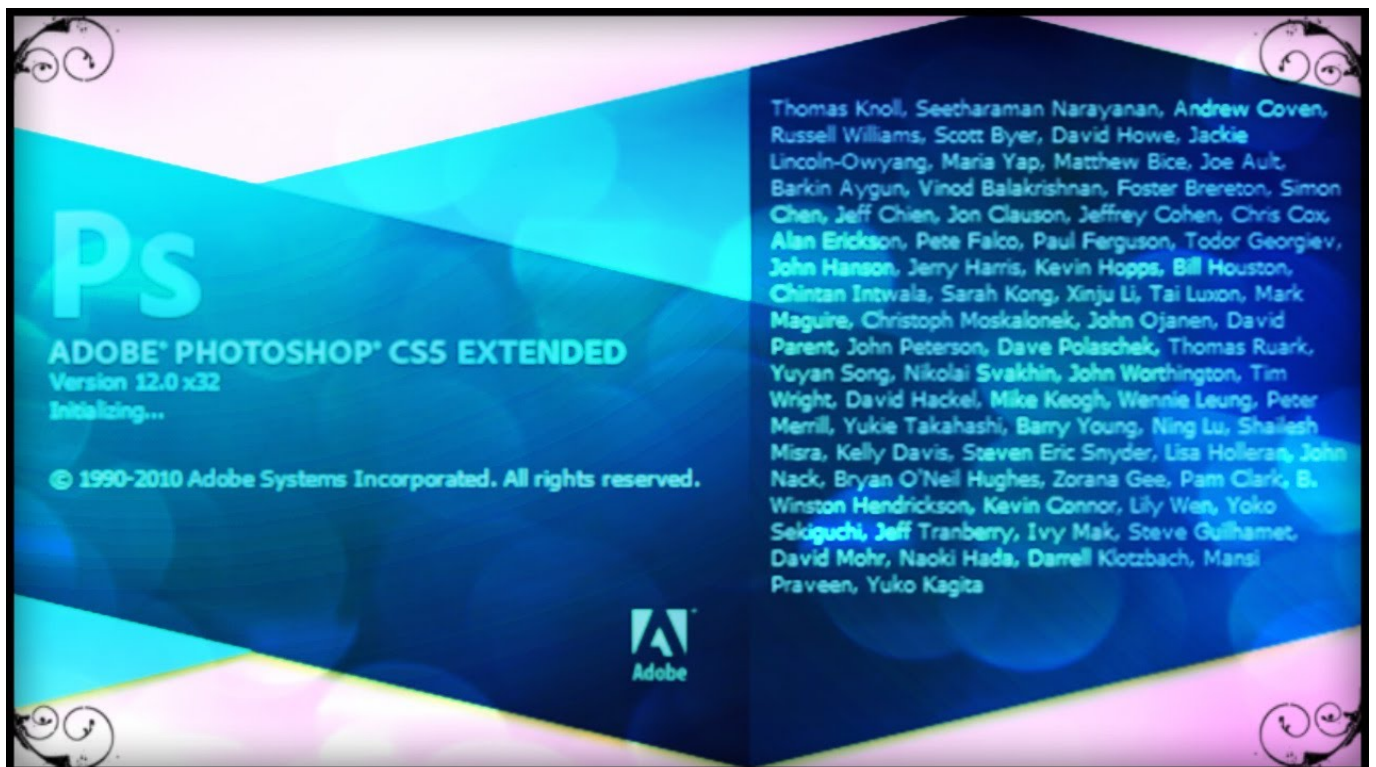 Ps
ADOBE® PHOTOSHOP® CS5 EXTENDED
Version 12.0 x32
Initializing...
© 1990-2010 Adobe Systems Incorporated. All rights reserved.
Adobe
Thomas Knoll, Seetharaman Narayanan, Andrew Coven,
Russell Williams, Scott Byer, David Howe, Jackie
Lincoln-Owyang, Maria Yap, Matthew Bice, Joe Ault,
Barkin Aygun, Vinod Balakrishnan, Foster Brereton, Simon
Chen, Jeff Chien, Jon Clauson, Jeffrey Cohen, Chris Cox,
Alan Erickson, Pete Falco, Paul Ferguson, Todor Georgiev,
John Hanson, Jerry Harris, Kevin Hopps, Bill Houston,
Chintan Intwala, Sarah Kong, Xinju Li, Tai Luxon, Mark
Maguire, Christoph Moskalonek, John Ojanen, David
Parent, John Peterson, Dave Polaschek, Thomas Ruark,
Yuyan Song, Nikolai Svakhin, John Worthington, Tim
Wright, David Hackel, Mike Keogh, Wennie Leung, Peter
Merrill, Yukie Takahashi, Barry Young, Ning Lu, Shailesh
Misra, Kelly Davis, Steven Eric Snyder, Lisa Holleran, John
Nack, Bryan O'Neil Hughes, Zorana Gee, Pam Clark, B.
Winston Hendrickson, Kevin Connor, Lily Wen, Yoko
Sekiguchi, Jeff Tranberry, Ivy Mak, Steve Guilhamet,
David Mohr, Naoki Hada, Darrell Klotzbach, Mansi
Praveen, Yuko Kagita